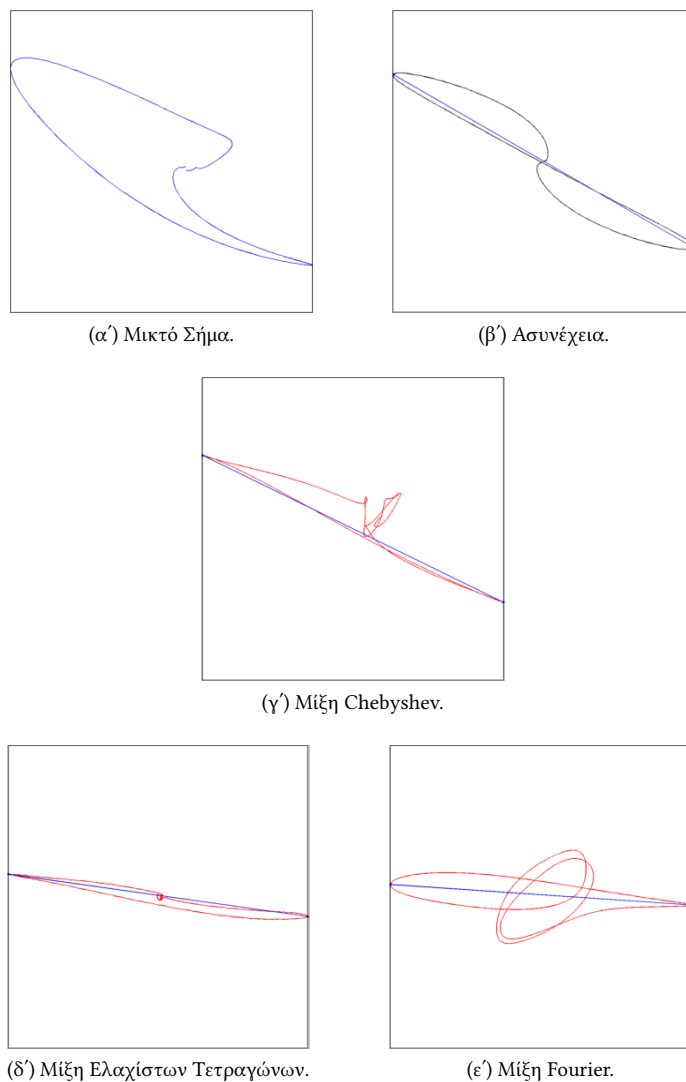 (α′) Μικτό Σήμα.
(β′) Ασυνέχεια.
(γ′) Μίξη Chebyshev.
(δ′) Μίξη Ελαχίστων Τετραγώνων.
(ε′) Μίξη Fourier.